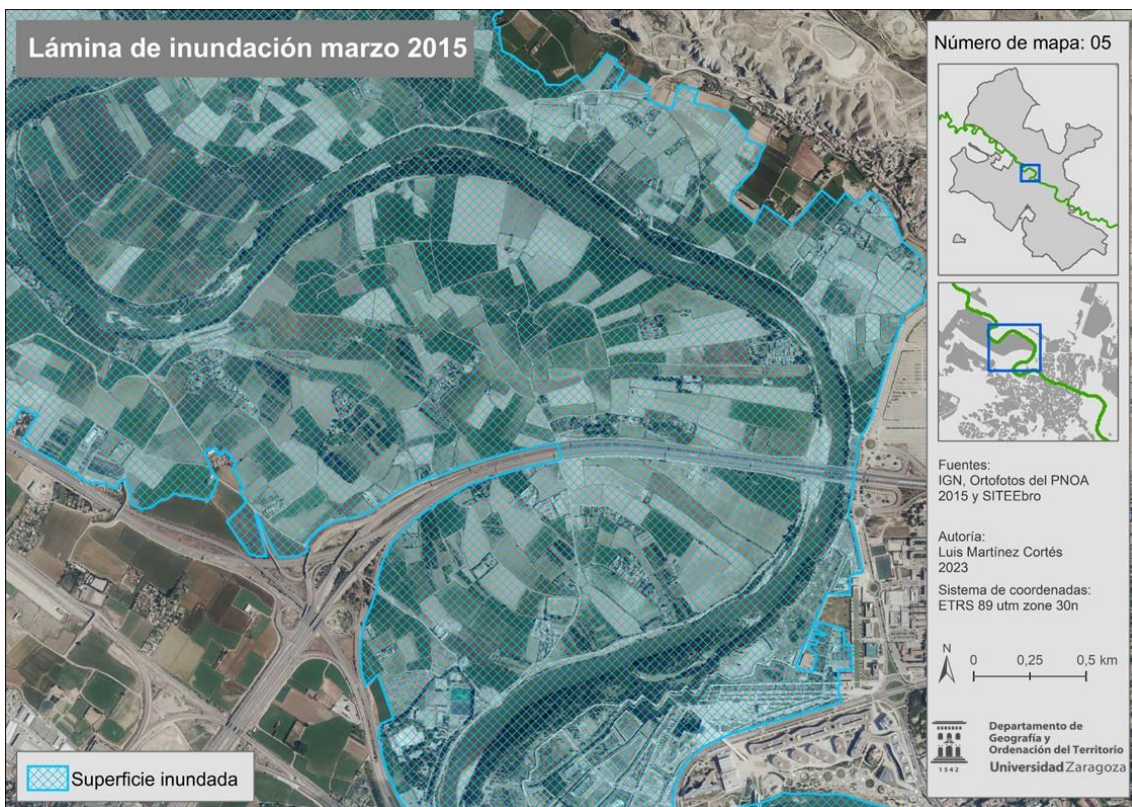 Lámina de inundación marzo 2015
Número de mapa: 05
Fuentes:
IGN, Ortofotos del PNOA
2015 y SITEEbro
Autoría:
Luis Martínez Cortés
2023
Sistema de coordenadas:
ETRS 89 utm zone 30n
N
0 0,25 0,5 km
1542
Departamento de
Geografía y
Ordenación del Territorio
Universidad Zaragoza
Superficie inundada